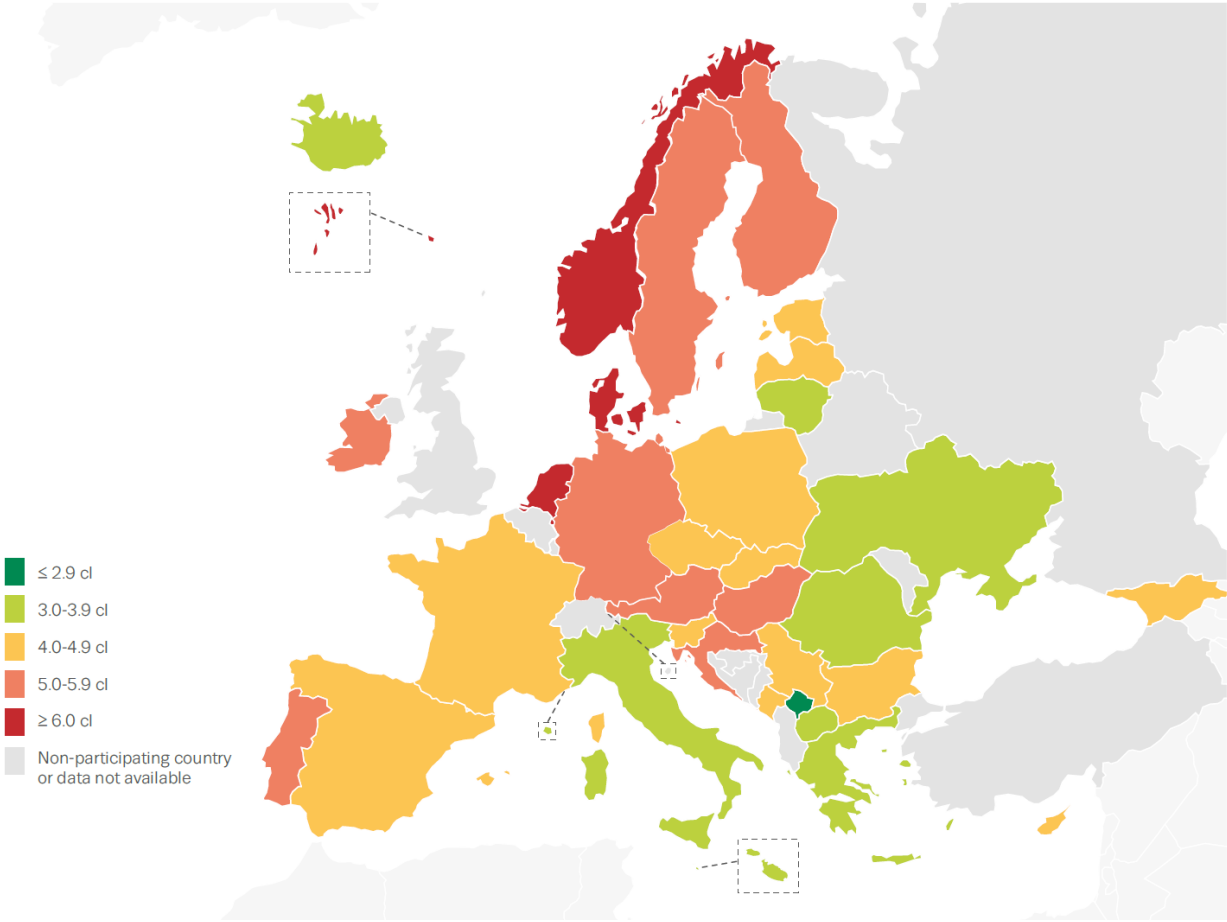 ≤ 2.9 cl
3.0-3.9 cl
4.0-4.9 cl
5.0-5.9 cl
≥ 6.0 cl
Non-participating country
or data not available